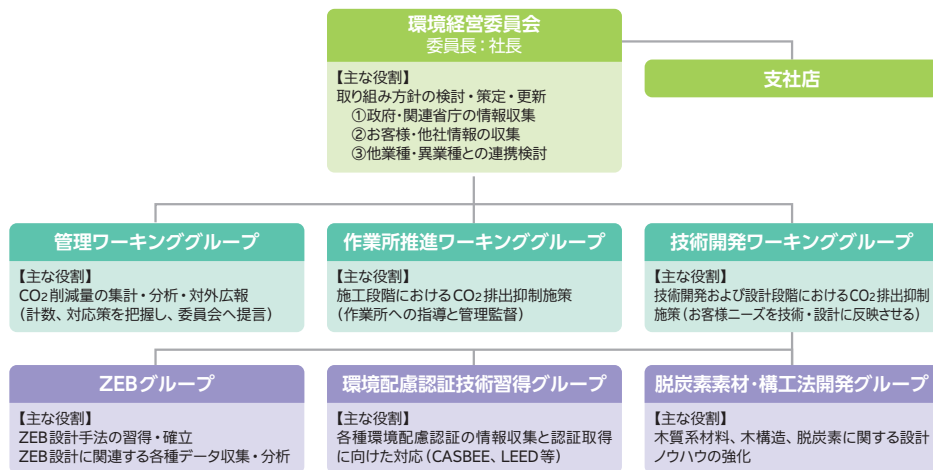 環境経営委員会
委員長：社長
【主な役割】
取り組み方針の検討・策定・更新
①政府・関連省庁の情報収集
②お客様・他社情報の収集
③他業種・異業種との連携検討
支社店
管理ワーキンググループ
【主な役割】
CO2削減量の集計・分析・対外広報
（計数、対応策を把握し、委員会へ提言）
作業所推進ワーキンググループ
【主な役割】
施工段階におけるCO2排出抑制施策
（作業所への指導と管理監督）
技術開発ワーキンググループ
【主な役割】
技術開発および設計段階におけるCO2排出抑制
施策（お客様ニーズを技術・設計に反映させる）
ZEBグループ
【主な役割】
ZEB設計手法の習得・確立
ZEB設計に関連する各種データ収集・分析
環境配慮認証技術習得グループ
【主な役割】
各種環境配慮認証の情報収集と認証取得
に向けた対応（CASBEE、LEED等）
脱炭素素材・構工法開発グループ
【主な役割】
木質系材料、木構造、脱炭素に関する設計
ノウハウの強化